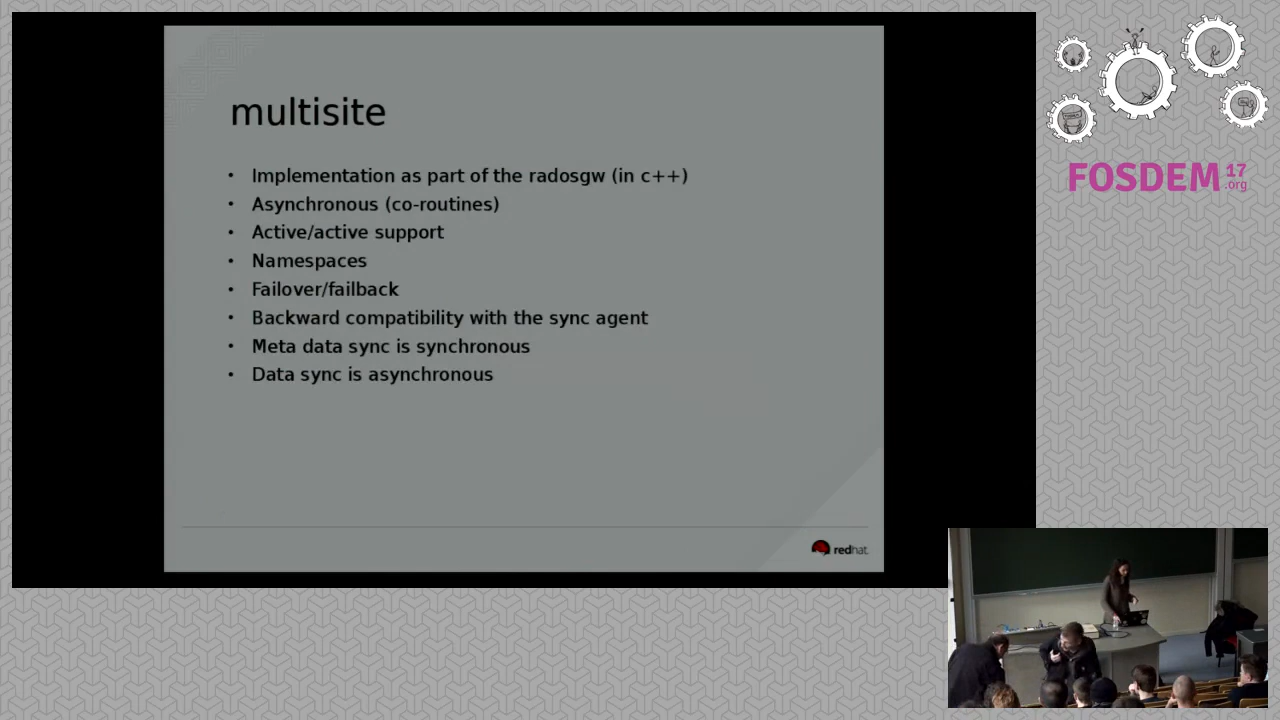 multisite
• Implementation as part of the radosgw (in c++)
• Asynchronous (co-routines)
• Active/active support
• Namespaces
• Failover/failback
• Backward compatibility with the sync agent
• Meta data sync is synchronous
• Data sync is asynchronous
redhat
FOSDEM 17
.org